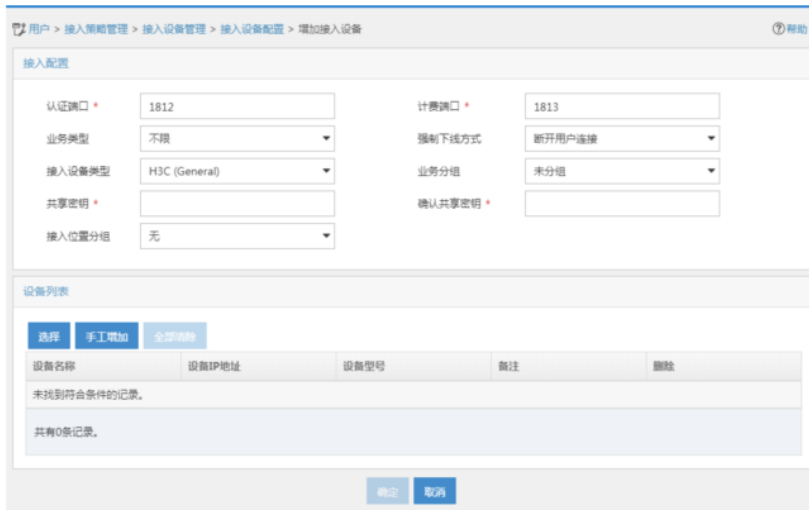 用户 > 接入策略管理 > 接入设备管理 > 接入设备配置 > 增加接入设备 ?帮助
接入配置
认证端口 * 1812 计费端口 * 1813
业务类型 不限 强制下线方式 断开用户连接
接入设备类型 H3C (General) 业务分组 未分组
共享密钥 * 确认共享密钥 *
接入位置分组 无
设备列表
选择 手工增加 全部清除
设备名称 设备IP地址 设备型号 备注 删除
未找到符合条件的记录。
共有0条记录。
确定 取消